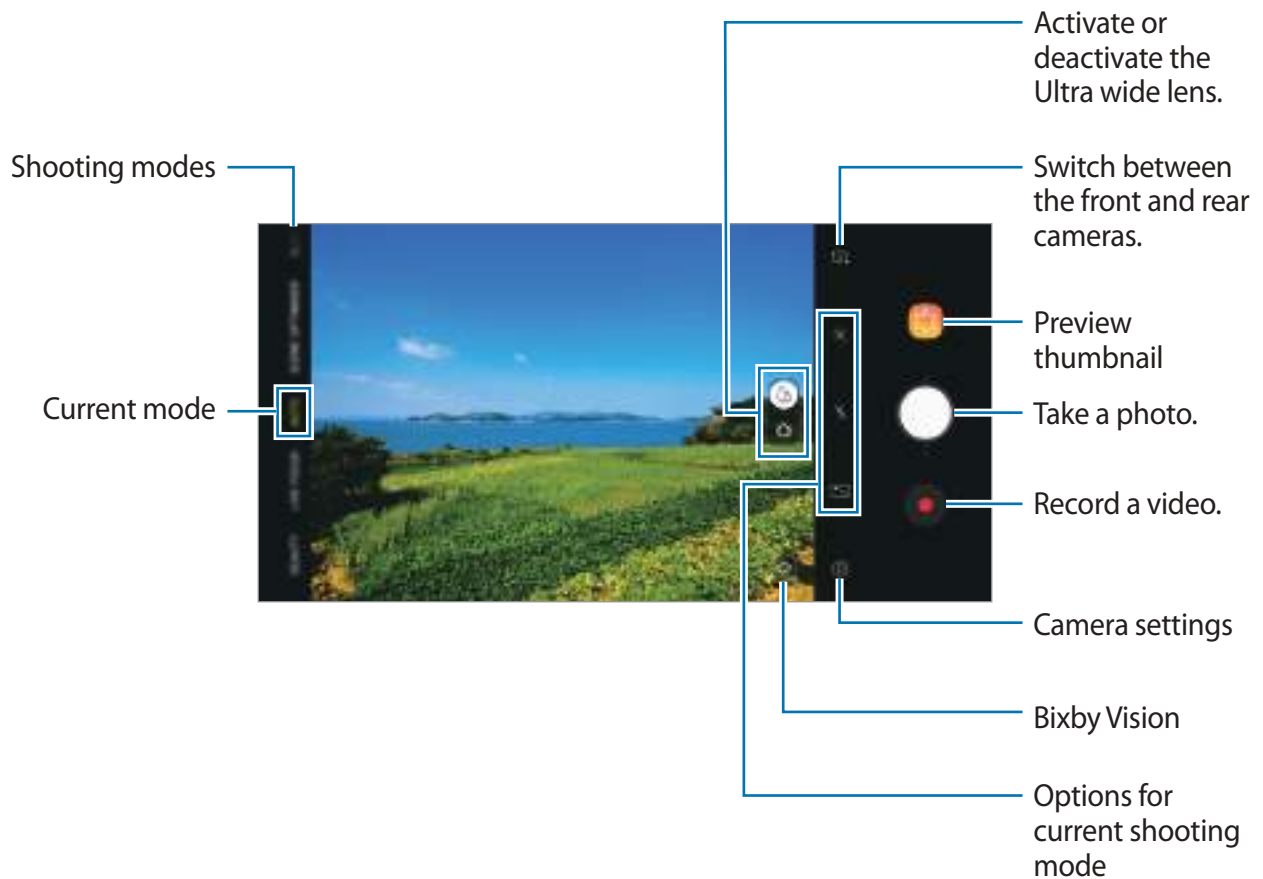 Activate or
deactivate the
Ultra wide lens.
Shooting modes
Switch between
the front and rear
cameras.
Preview
thumbnail
Current mode
Take a photo.
Record a video.
Camera settings
Bixby Vision
Options for
current shooting
mode